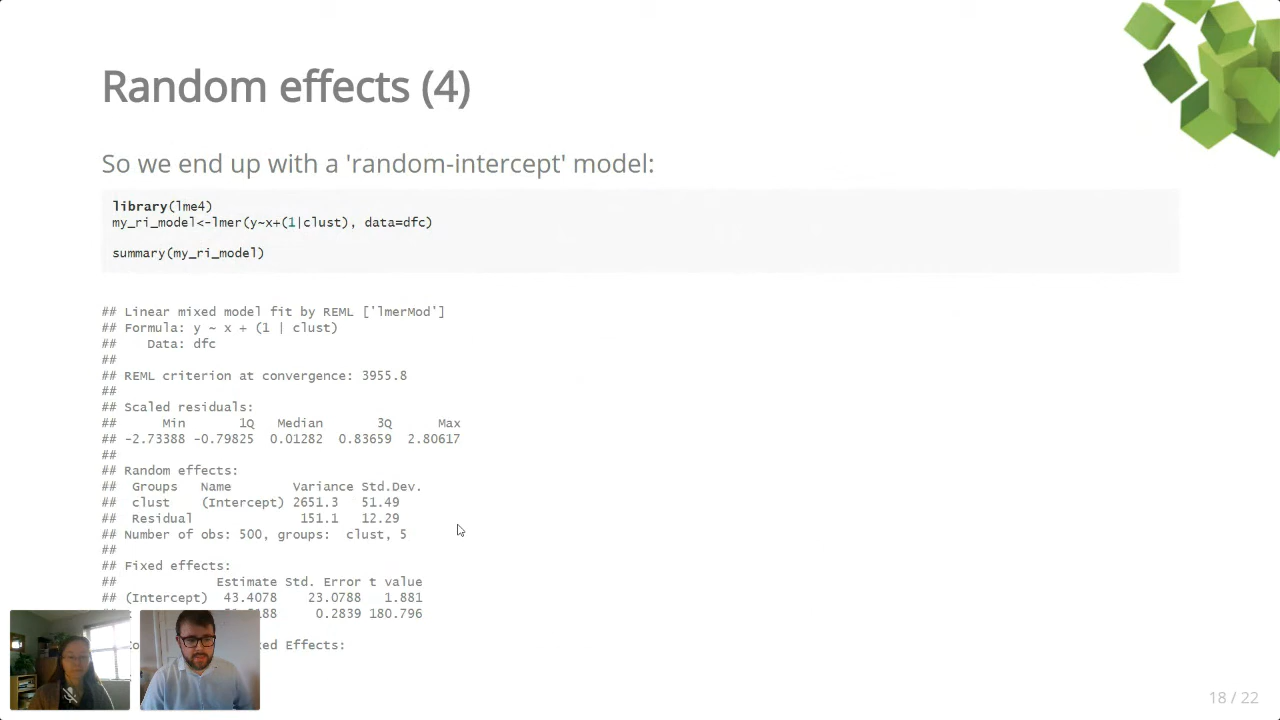 Random effects (4)
So we end up with a 'random-intercept' model:
library(lme4)
my_ri_model<-lmer(y~x+(1|clust), data=dfc)
summary(my_ri_model)
## Linear mixed model fit by REML ['lmerMod']
## Formula: y ~ x + (1 | clust)
##    Data: dfc
##
## REML criterion at convergence: 3955.8
##
## Scaled residuals:
##      Min       1Q   Median       3Q      Max
## -2.73388 -0.79825  0.01282  0.83659  2.80617
##
## Random effects:
##  Groups   Name        Variance Std.Dev.
##  clust    (Intercept) 2651.3   51.49
##  Residual              151.1   12.29
## Number of obs: 500, groups:  clust, 5
##
## Fixed effects:
##             Estimate Std. Error t value
## (Intercept)  43.4078    23.0788   1.881
188     0.2839 180.796
Effects:
18 / 22